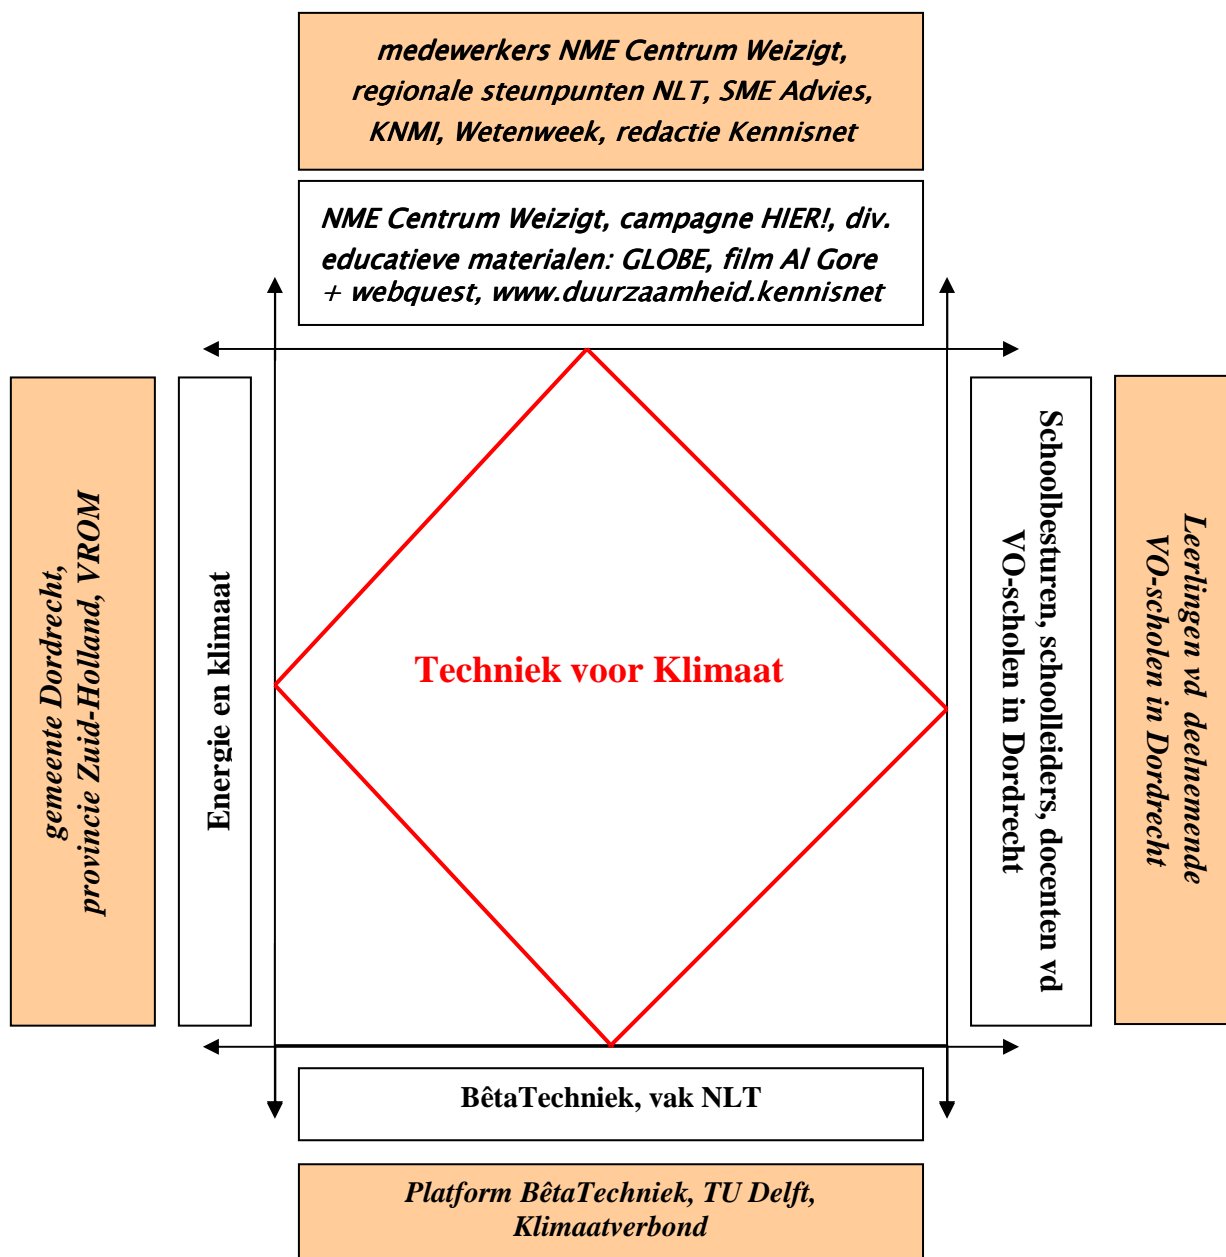 medewerkers NME Centrum Weizigt,
regionale steunpunten NLT, SME Advies,
KNMI, Wetenweek, redactie Kennisnet
NME Centrum Weizigt, campagne HIER!, div.
educatieve materialen: GLOBE, film Al Gore
+ webquest, www.duurzaamheid.kennisnet
gemeente Dordrecht,
provincie Zuid-Holland, VROM
Energie en klimaat
Techniek voor Klimaat
Schoolbesturen, schoolleiders, docenten vd
VO-scholen in Dordrecht
Leerlingen vd deelnemende
VO-scholen in Dordrecht
BêtaTechniek, vak NLT
Platform BêtaTechniek, TU Delft,
Klimaatverbond